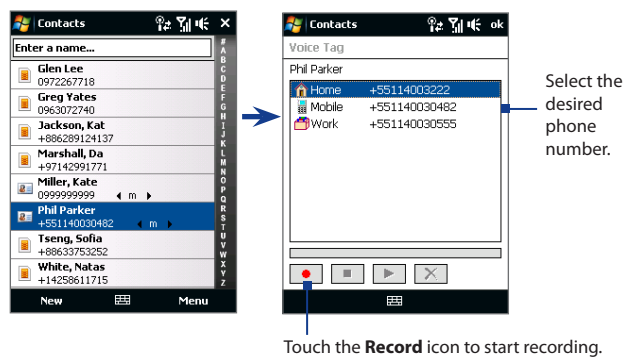 Contacts
Enter a name...
Glen Lee
0972267718
Greg Yates
0963072740
Jackson, Kat
+886289124137
Marshall, Da
+97142991771
Miller, Kate
0999999999 m
Phil Parker
+551140030482 m
Tseng, Sofia
+88633753252
White, Natas
+14258611715
#
A
B
C
D
E
F
G
H
I
J
K
L
M
N
O
P
Q
R
S
T
U
V
W
X
Y
Z
New Menu
Contacts ok
Voice Tag
Phil Parker
Home +55114003222
Mobile +551140030482
Work +551140030555
Select the
desired
phone
number.
Touch the Record icon to start recording.